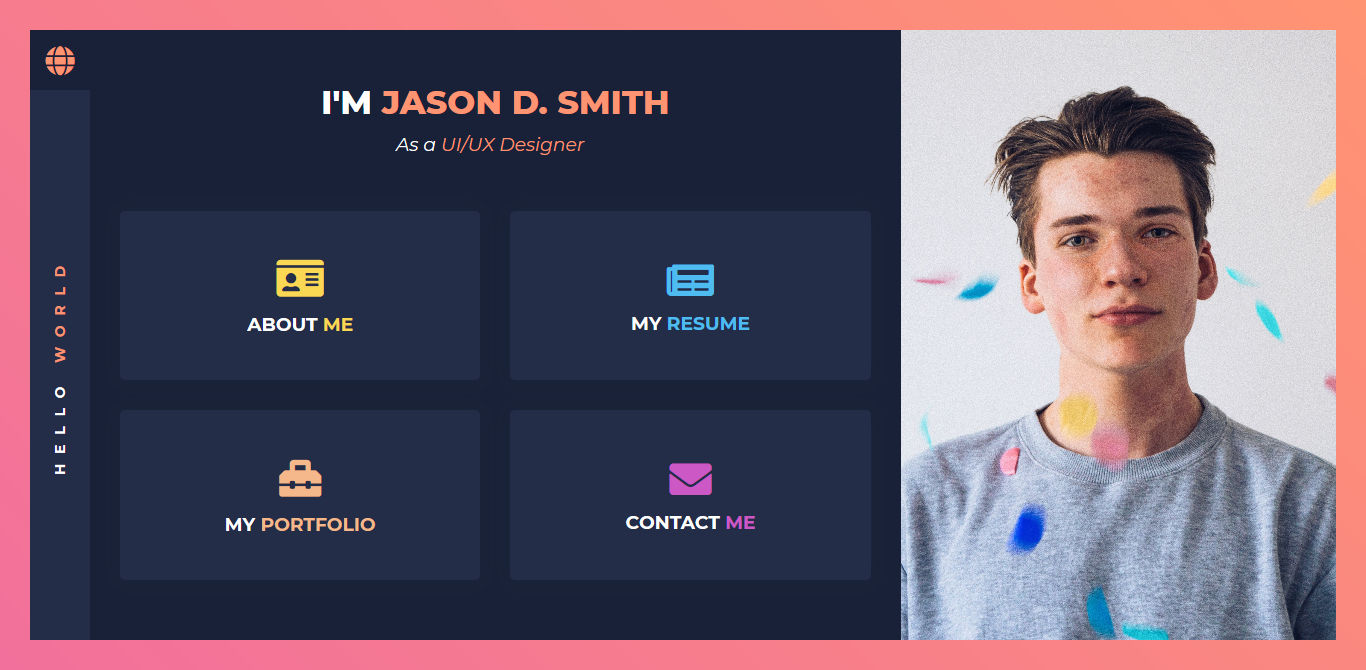 I'M JASON D. SMITH
As a UI/UX Designer
HELLO WORLD
ABOUT ME
MY RESUME
MY PORTFOLIO
CONTACT ME